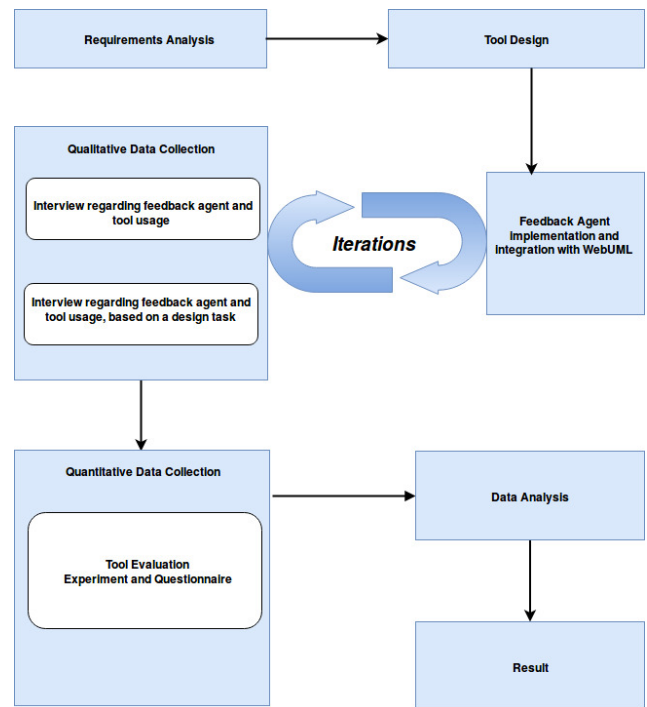 Requirements Analysis
Tool Design
Qualitative Data Collection
Interview regarding feedback agent and
tool usage
Interview regarding feedback agent and
tool usage, based on a design task
Iterations
Feedback Agent
implementation and
integration with WebUML
Quantitative Data Collection
Tool Evaluation
Experiment and Questionnaire
Data Analysis
Result